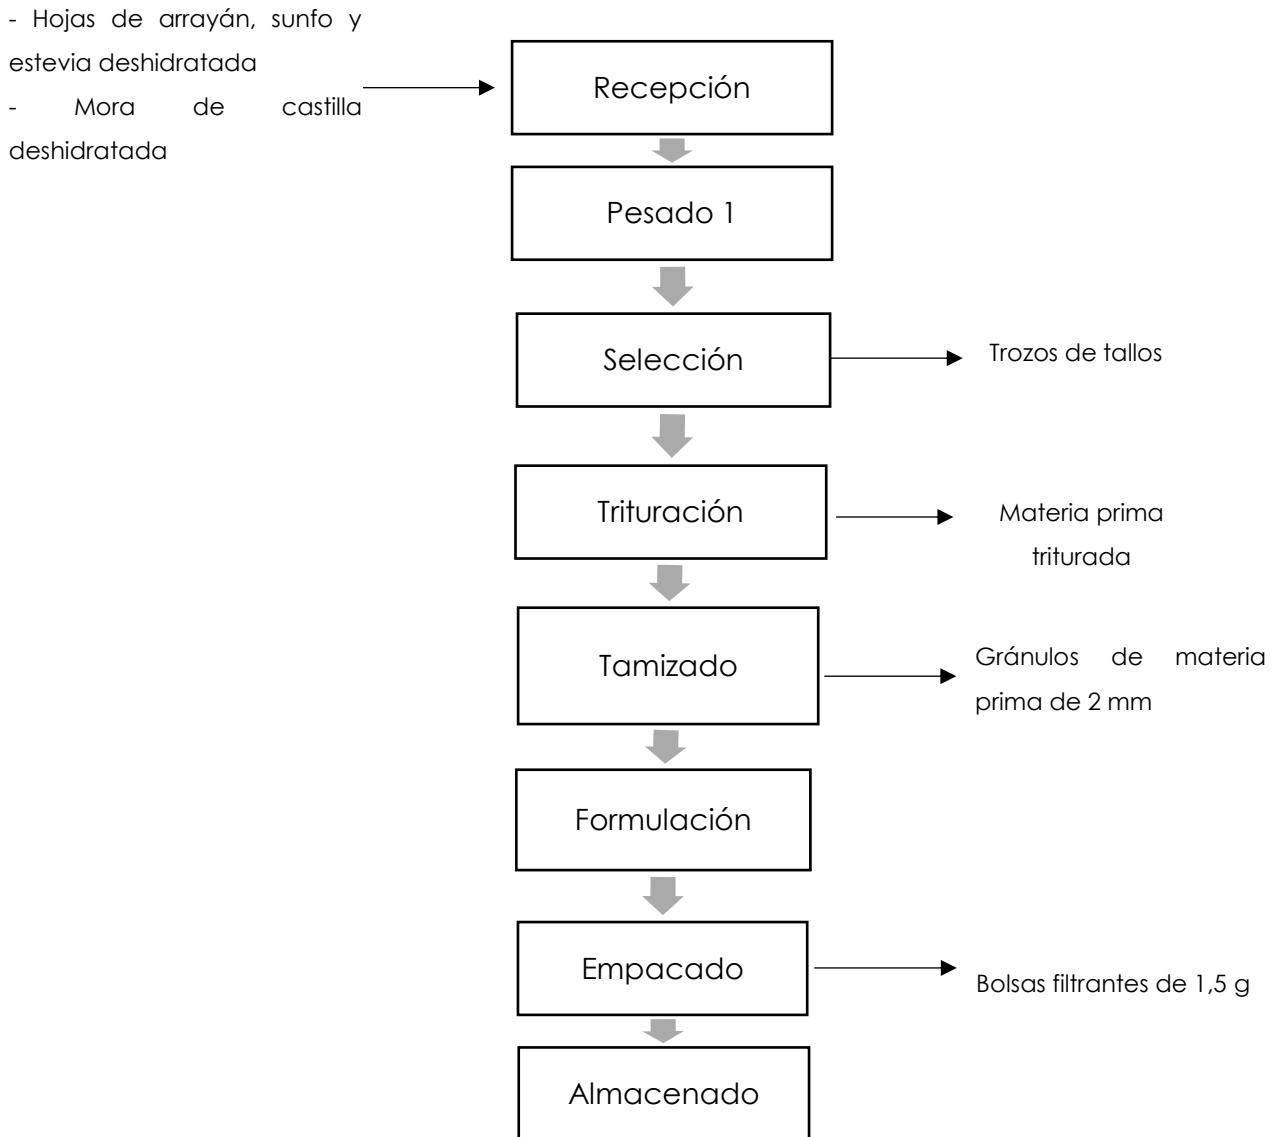 - Hojas de arrayán, sunfo y
estevia deshidratada
- Mora de castilla
deshidratada
Recepción
Pesado 1
Selección
Trozos de tallos
Trituración
Materia prima
triturada
Tamizado
Gránulos de materia
prima de 2 mm
Formulación
Empacado
Bolsas filtrantes de 1,5 g
Almacenado